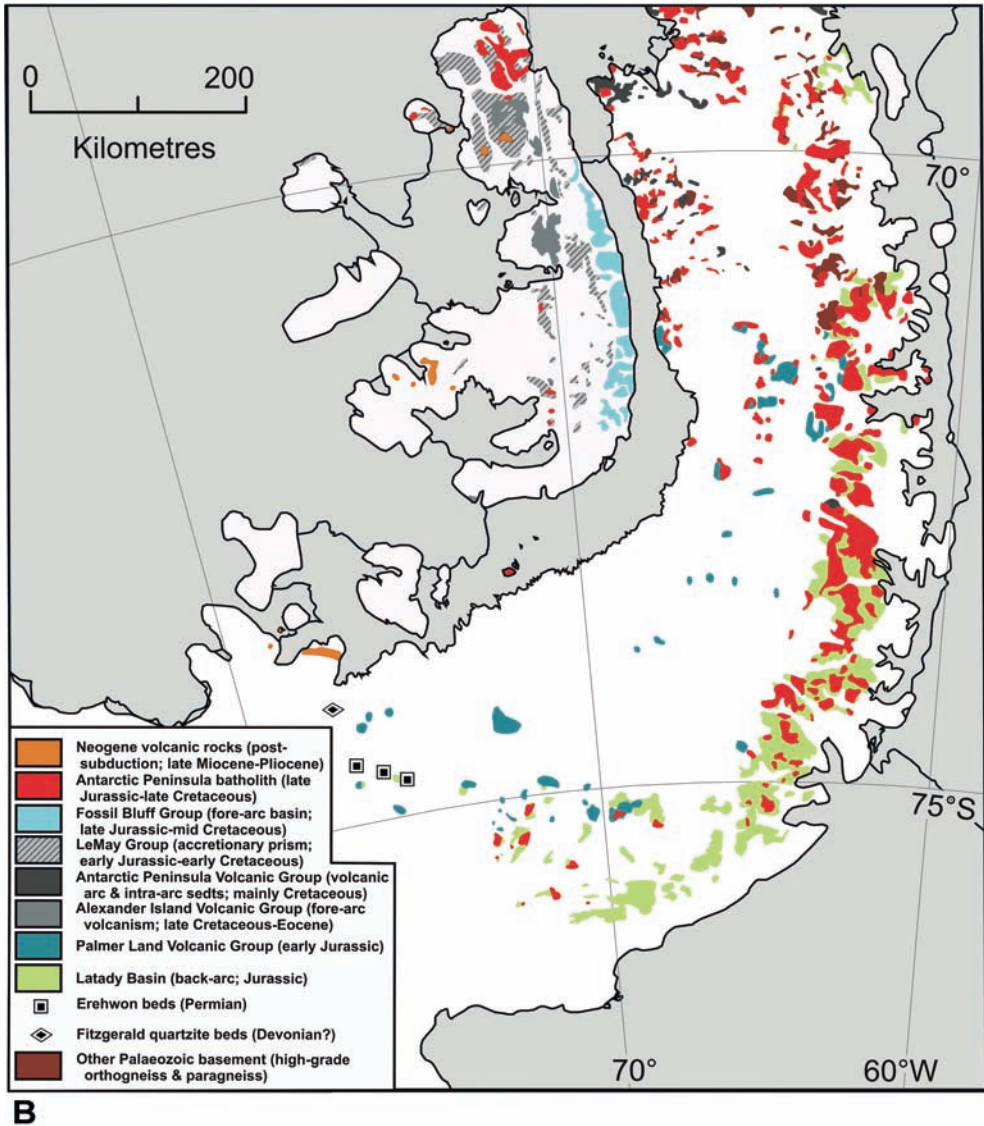 0 200
Kilometres
70°
75°S
Neogene volcanic rocks (post-
subduction; late Miocene-Pliocene)
Antarctic Peninsula batholith (late
Jurassic-late Cretaceous)
Fossil Bluff Group (fore-arc basin;
late Jurassic-mid Cretaceous)
LeMay Group (accretionary prism;
early Jurassic-early Cretaceous)
Antarctic Peninsula Volcanic Group (volcanic
arc & intra-arc sedts; mainly Cretaceous)
Alexander Island Volcanic Group (fore-arc
volcanism; late Cretaceous-Eocene)
Palmer Land Volcanic Group (early Jurassic)
Latady Basin (back-arc; Jurassic)
Erehwon beds (Permian)
Fitzgerald quartzite beds (Devonian?)
Other Palaeozoic basement (high-grade
orthogneiss & paragneiss)
70° 60°W
B